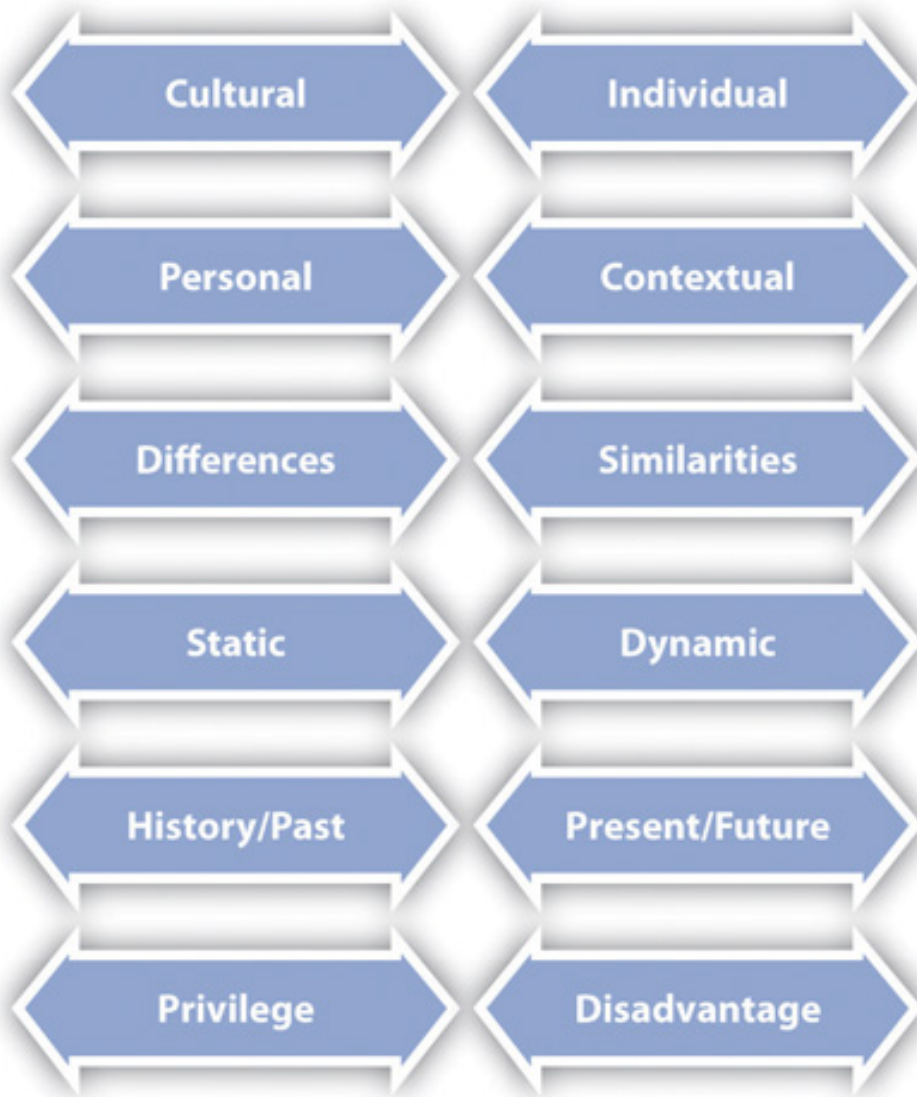 Cultural
Individual
Personal
Contextual
Differences
Similarities
Static
Dynamic
History/Past
Present/Future
Privilege
Disadvantage